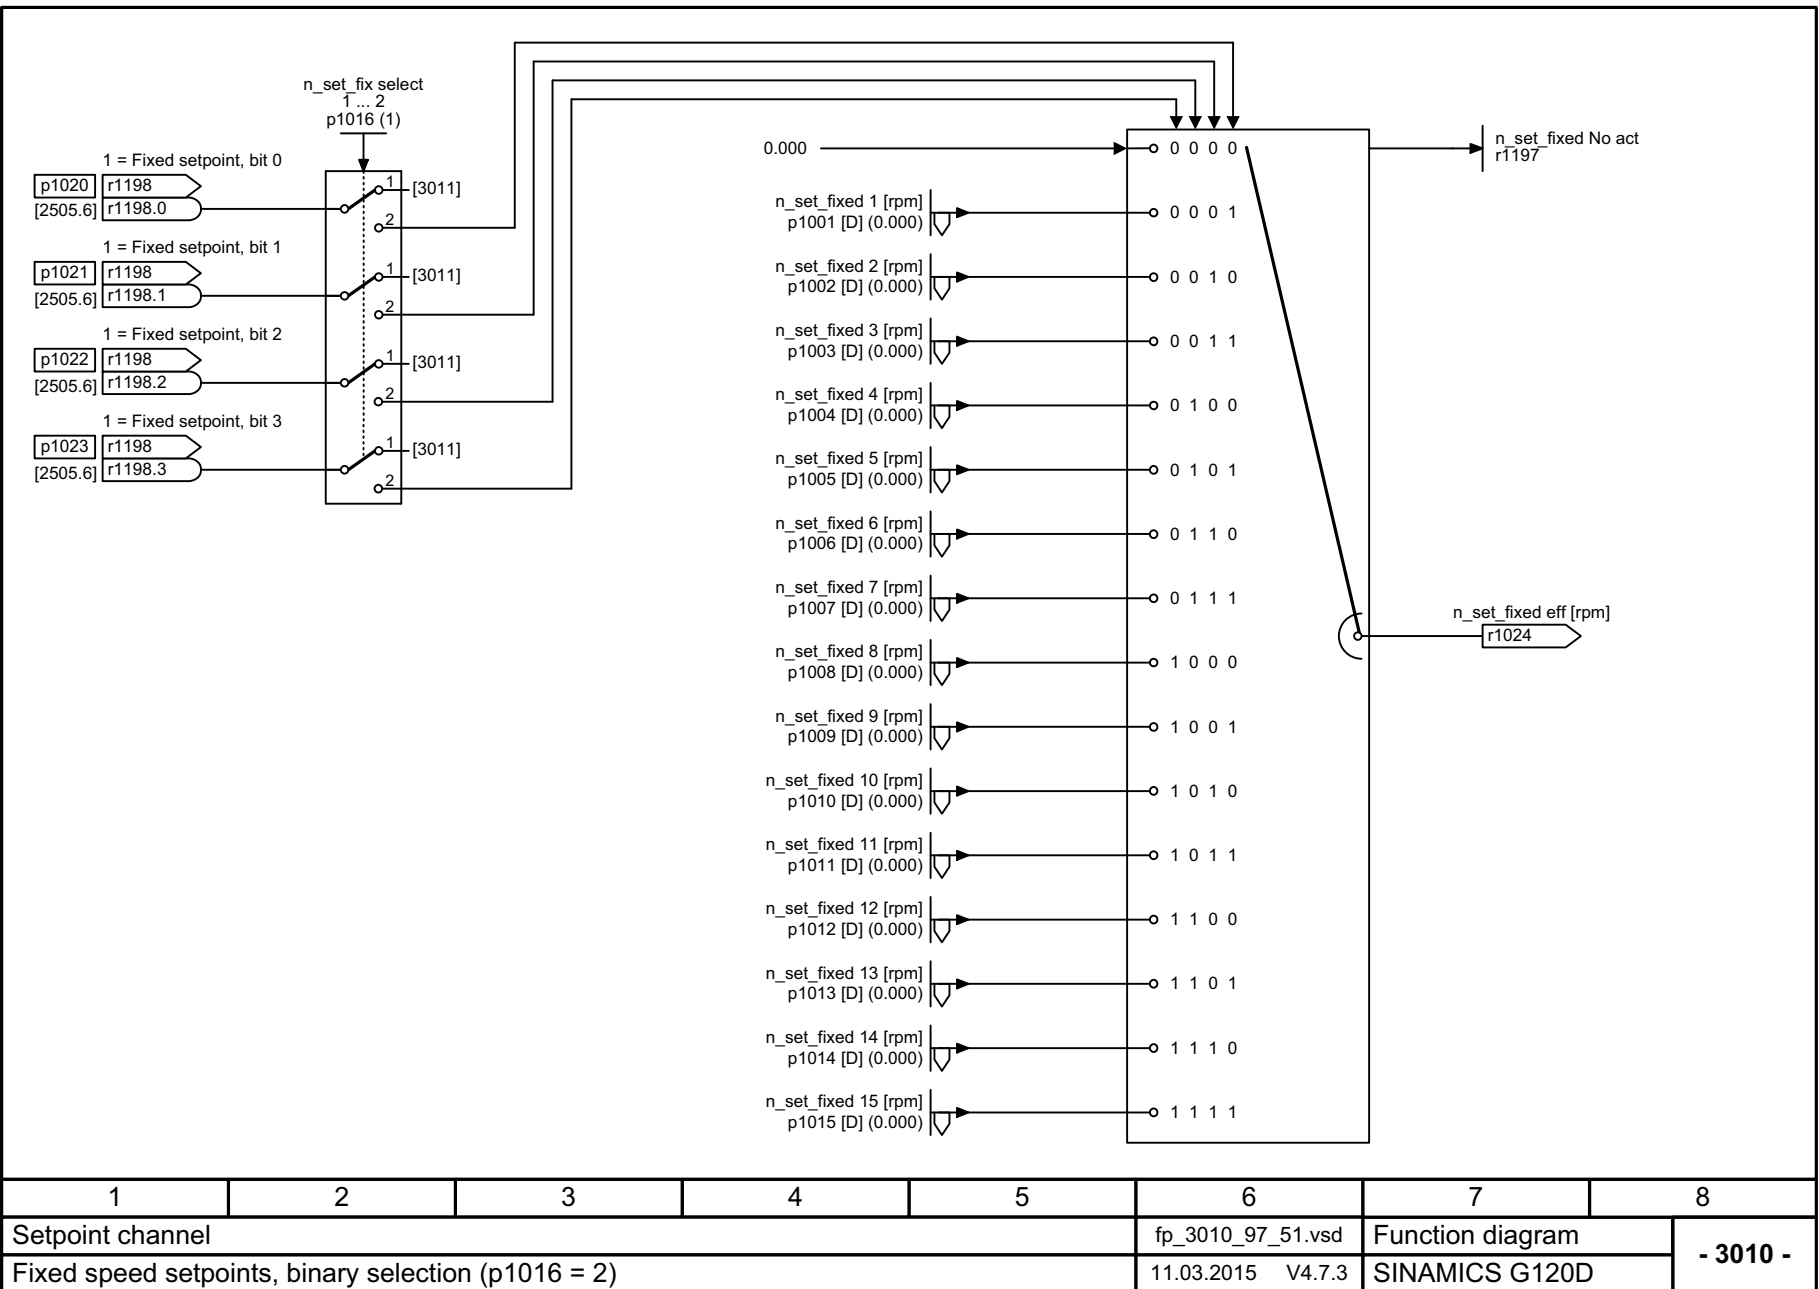 n_set_fix select
1 ... 2
p1016 (1)
1 = Fixed setpoint, bit 0
p1020 r1198
[2505.6] r1198.0
1 [3011]
2
1 = Fixed setpoint, bit 1
p1021 r1198
[2505.6] r1198.1
1 [3011]
2
1 = Fixed setpoint, bit 2
p1022 r1198
[2505.6] r1198.2
1 [3011]
2
1 = Fixed setpoint, bit 3
p1023 r1198
[2505.6] r1198.3
1 [3011]
2
0.000 0 0 0 0
n_set_fixed No act
r1197
n_set_fixed 1 [rpm]
p1001 [D] (0.000) 0 0 0 1
n_set_fixed 2 [rpm]
p1002 [D] (0.000) 0 0 1 0
n_set_fixed 3 [rpm]
p1003 [D] (0.000) 0 0 1 1
n_set_fixed 4 [rpm]
p1004 [D] (0.000) 0 1 0 0
n_set_fixed 5 [rpm]
p1005 [D] (0.000) 0 1 0 1
n_set_fixed 6 [rpm]
p1006 [D] (0.000) 0 1 1 0
n_set_fixed 7 [rpm]
p1007 [D] (0.000) 0 1 1 1
n_set_fixed eff [rpm]
r1024
n_set_fixed 8 [rpm]
p1008 [D] (0.000) 1 0 0 0
n_set_fixed 9 [rpm]
p1009 [D] (0.000) 1 0 0 1
n_set_fixed 10 [rpm]
p1010 [D] (0.000) 1 0 1 0
n_set_fixed 11 [rpm]
p1011 [D] (0.000) 1 0 1 1
n_set_fixed 12 [rpm]
p1012 [D] (0.000) 1 1 0 0
n_set_fixed 13 [rpm]
p1013 [D] (0.000) 1 1 0 1
n_set_fixed 14 [rpm]
p1014 [D] (0.000) 1 1 1 0
n_set_fixed 15 [rpm]
p1015 [D] (0.000) 1 1 1 1
1 2 3 4 5 6 7 8
Setpoint channel fp_3010_97_51.vsd Function diagram
- 3010 -
Fixed speed setpoints, binary selection (p1016 = 2) 11.03.2015 V4.7.3 SINAMICS G120D